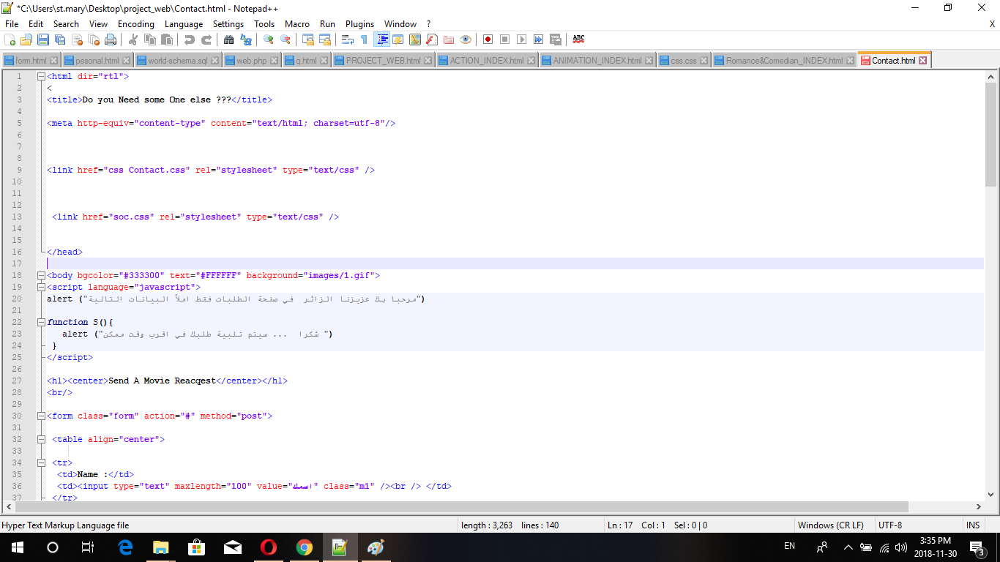 *C:\Users\st.mary\Desktop\project_web\Contact.html - Notepad++
File Edit Search View Encoding Language Settings Tools Macro Run Plugins Window ? X
form.html pesonal.html world-schema.sql web.php q.html PROJECT_WEB.html ACTION_INDEX.html ANIMATION_INDEX.html css.css Romance&Comedian_INDEX.html Contact.html
1 <html dir="rtl">
2 <
3 <title>Do you Need some One else ???</title>
4
5 <meta http-equiv="content-type" content="text/html; charset=utf-8"/>
6
7
8
9 <link href="css Contact.css" rel="stylesheet" type="text/css" />
10
11
12
13 <link href="soc.css" rel="stylesheet" type="text/css" />
14
15
16 </head>
17
18 <body bgcolor="#333300" text="#FFFFFF" background="images/1.gif">
19 <script language="javascript">
20 alert ("مرحبا بك عزيزنا الزائر في صفحة الطلبات فقط املأ البيانات التالية")
21
22 function S(){
23 alert ("شكرا ... سيتم تلبية طلبك في اقرب وقت ممكن ")
24 }
25 </script>
26
27 <h1><center>Send A Movie Reacqest</center></h1>
28 <br/>
29
30 <form class="form" action="#" method="post">
31
32 <table align="center">
33
34 <tr>
35 <td>Name :</td>
36 <td><input type="text" maxlength="100" value="اسمك" class="m1" /><br /> </td>
37 </tr>
Hyper Text Markup Language file length : 3,263 lines : 140 Ln : 17 Col : 1 Sel : 0 | 0 Windows (CR LF) UTF-8 INS
EN 3:35 PM
2018-11-30 3